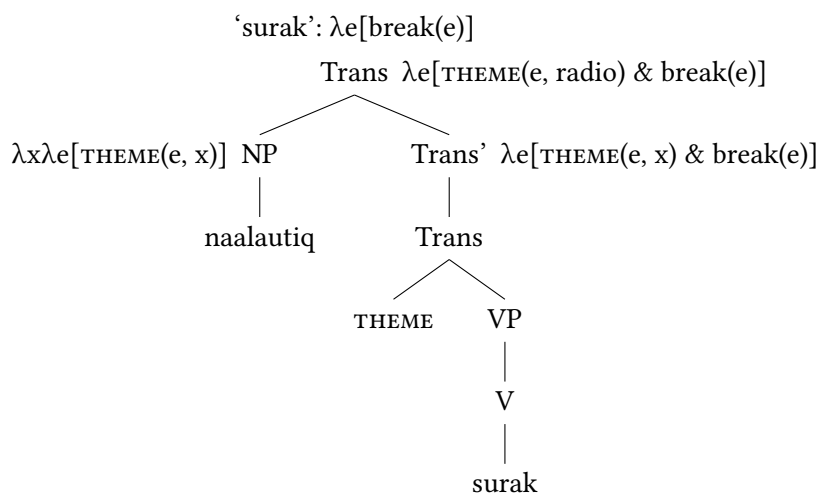 ‘surak’: λe[break(e)]
Trans λe[THEME(e, radio) & break(e)]
λxλe[THEME(e, x)] NP Trans’ λe[THEME(e, x) & break(e)]
naalautiq Trans
THEME VP
V
surak